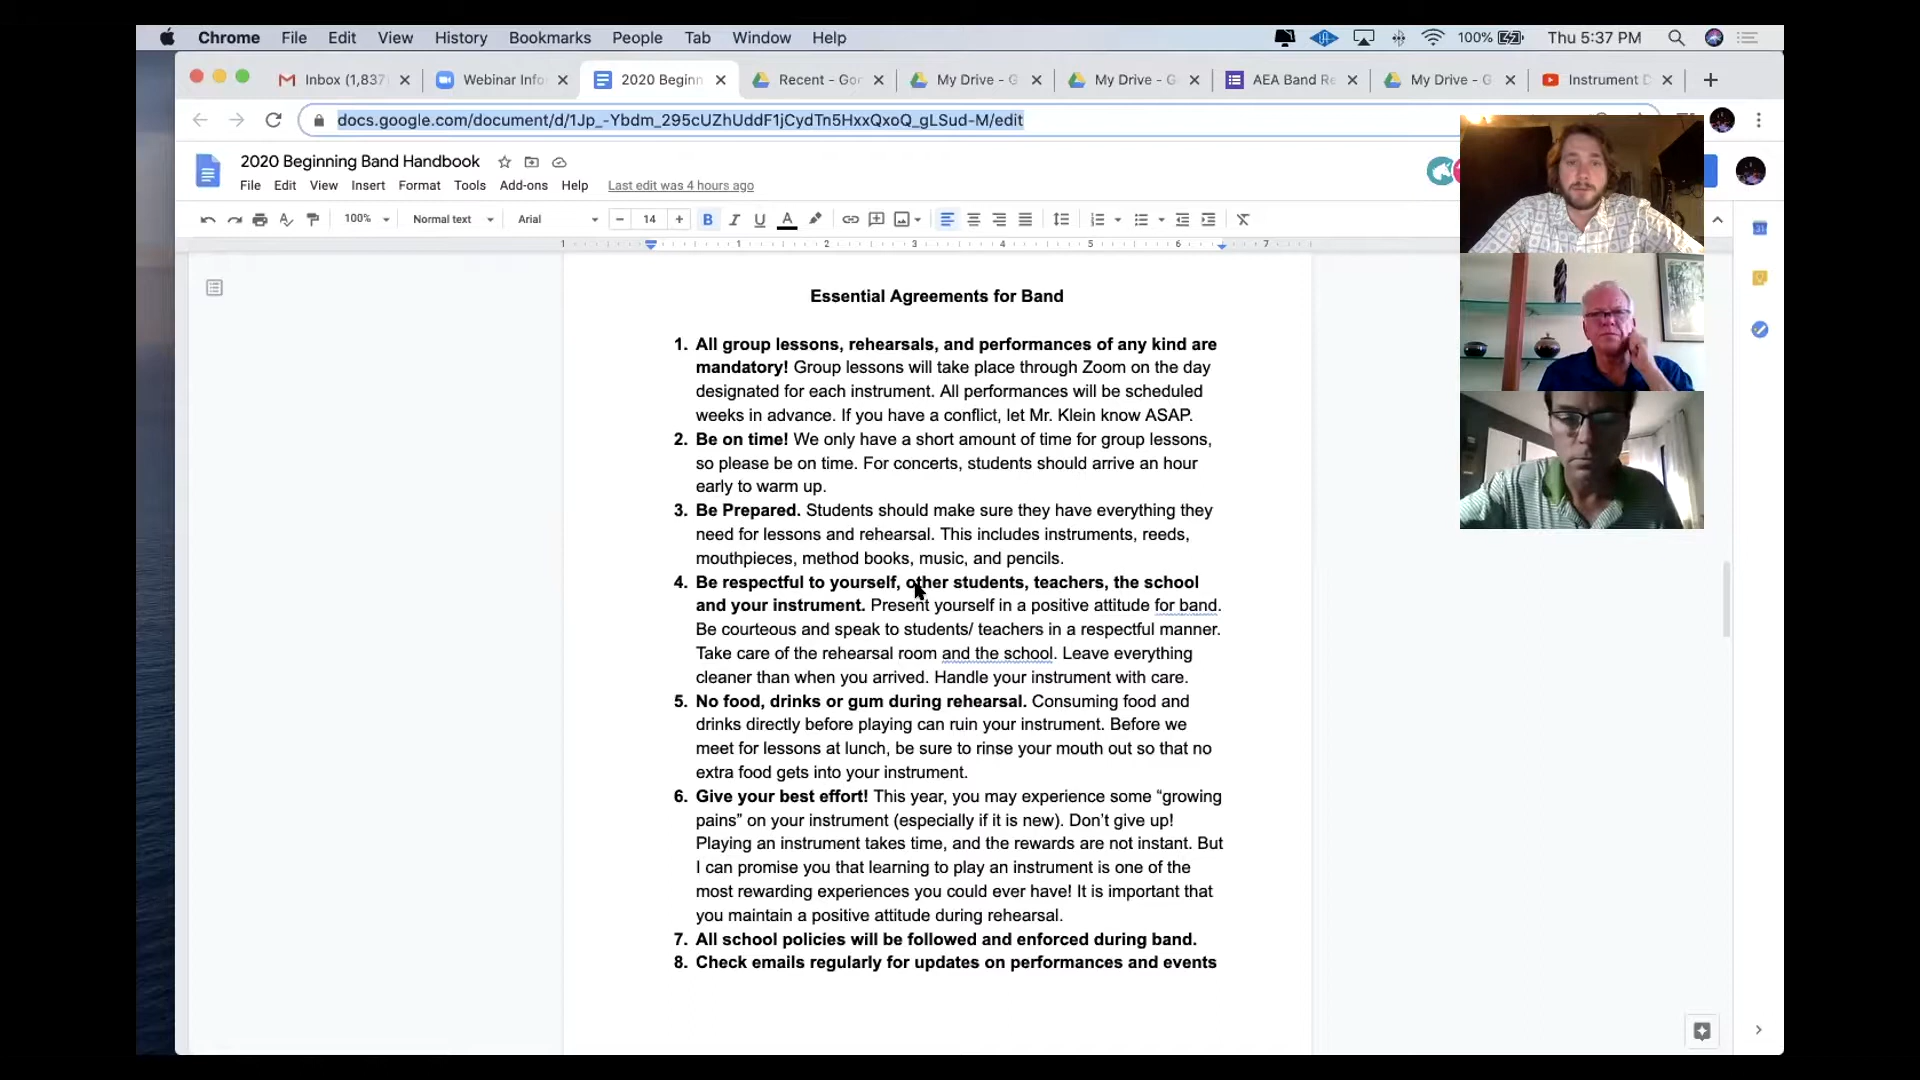 Chrome File Edit View History Bookmarks People Tab Window Help 100% Thu 5:37 PM
Inbox (1,837 Webinar Info 2020 Beginn Recent - Goo My Drive - G My Drive - G AEA Band Re My Drive - G Instrument D
docs.google.com/document/d/1Jp_-Ybdm_295cUZhUddF1jCydTn5HxxQxoQ_gLSud-M/edit
2020 Beginning Band Handbook
File Edit View Insert Format Tools Add-ons Help Last edit was 4 hours ago
100% Normal text Arial 14 B I U A
1 1 2 3 4 5 6 7
31
Essential Agreements for Band
1. All group lessons, rehearsals, and performances of any kind are
mandatory! Group lessons will take place through Zoom on the day
designated for each instrument. All performances will be scheduled
weeks in advance. If you have a conflict, let Mr. Klein know ASAP.
2. Be on time! We only have a short amount of time for group lessons,
so please be on time. For concerts, students should arrive an hour
early to warm up.
3. Be Prepared. Students should make sure they have everything they
need for lessons and rehearsal. This includes instruments, reeds,
mouthpieces, method books, music, and pencils.
4. Be respectful to yourself, other students, teachers, the school
and your instrument. Present yourself in a positive attitude for band.
Be courteous and speak to students/ teachers in a respectful manner.
Take care of the rehearsal room and the school. Leave everything
cleaner than when you arrived. Handle your instrument with care.
5. No food, drinks or gum during rehearsal. Consuming food and
drinks directly before playing can ruin your instrument. Before we
meet for lessons at lunch, be sure to rinse your mouth out so that no
extra food gets into your instrument.
6. Give your best effort! This year, you may experience some “growing
pains” on your instrument (especially if it is new). Don’t give up!
Playing an instrument takes time, and the rewards are not instant. But
I can promise you that learning to play an instrument is one of the
most rewarding experiences you could ever have! It is important that
you maintain a positive attitude during rehearsal.
7. All school policies will be followed and enforced during band.
8. Check emails regularly for updates on performances and events